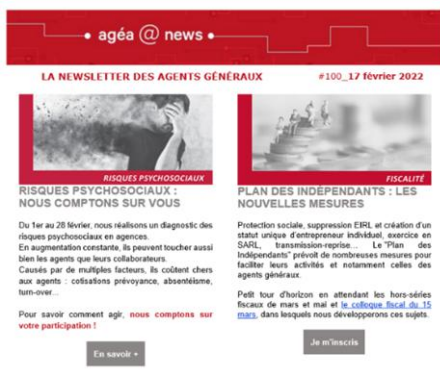 agéa @ news
LA NEWSLETTER DES AGENTS GÉNÉRAUX
#100_17 février 2022
RISQUES PSYCHOSOCIAUX
RISQUES PSYCHOSOCIAUX :
NOUS COMPTONS SUR VOUS
Du 1er au 28 février, nous réalisons un diagnostic des
risques psychosociaux en agences.
En augmentation constante, ils peuvent toucher aussi
bien les agents que leurs collaborateurs.
Causés par de multiples facteurs, ils coûtent chers
aux agents : cotisations prévoyance, absentéisme,
turn-over...
Pour savoir comment agir, nous comptons sur
votre participation !
En savoir +
FISCALITÉ
PLAN DES INDÉPENDANTS : LES
NOUVELLES MESURES
Protection sociale, suppression EIRL et création d'un
statut unique d'entrepreneur individuel, exercice en
SARL, transmission-reprise... Le "Plan des
Indépendants" prévoit de nombreuses mesures pour
faciliter leurs activités et notamment celles des
agents généraux.
Petit tour d'horizon en attendant les hors-séries
fiscaux de mars et mai et le colloque fiscal du 15
mars, dans lesquels nous développerons ces sujets.
Je m'inscris